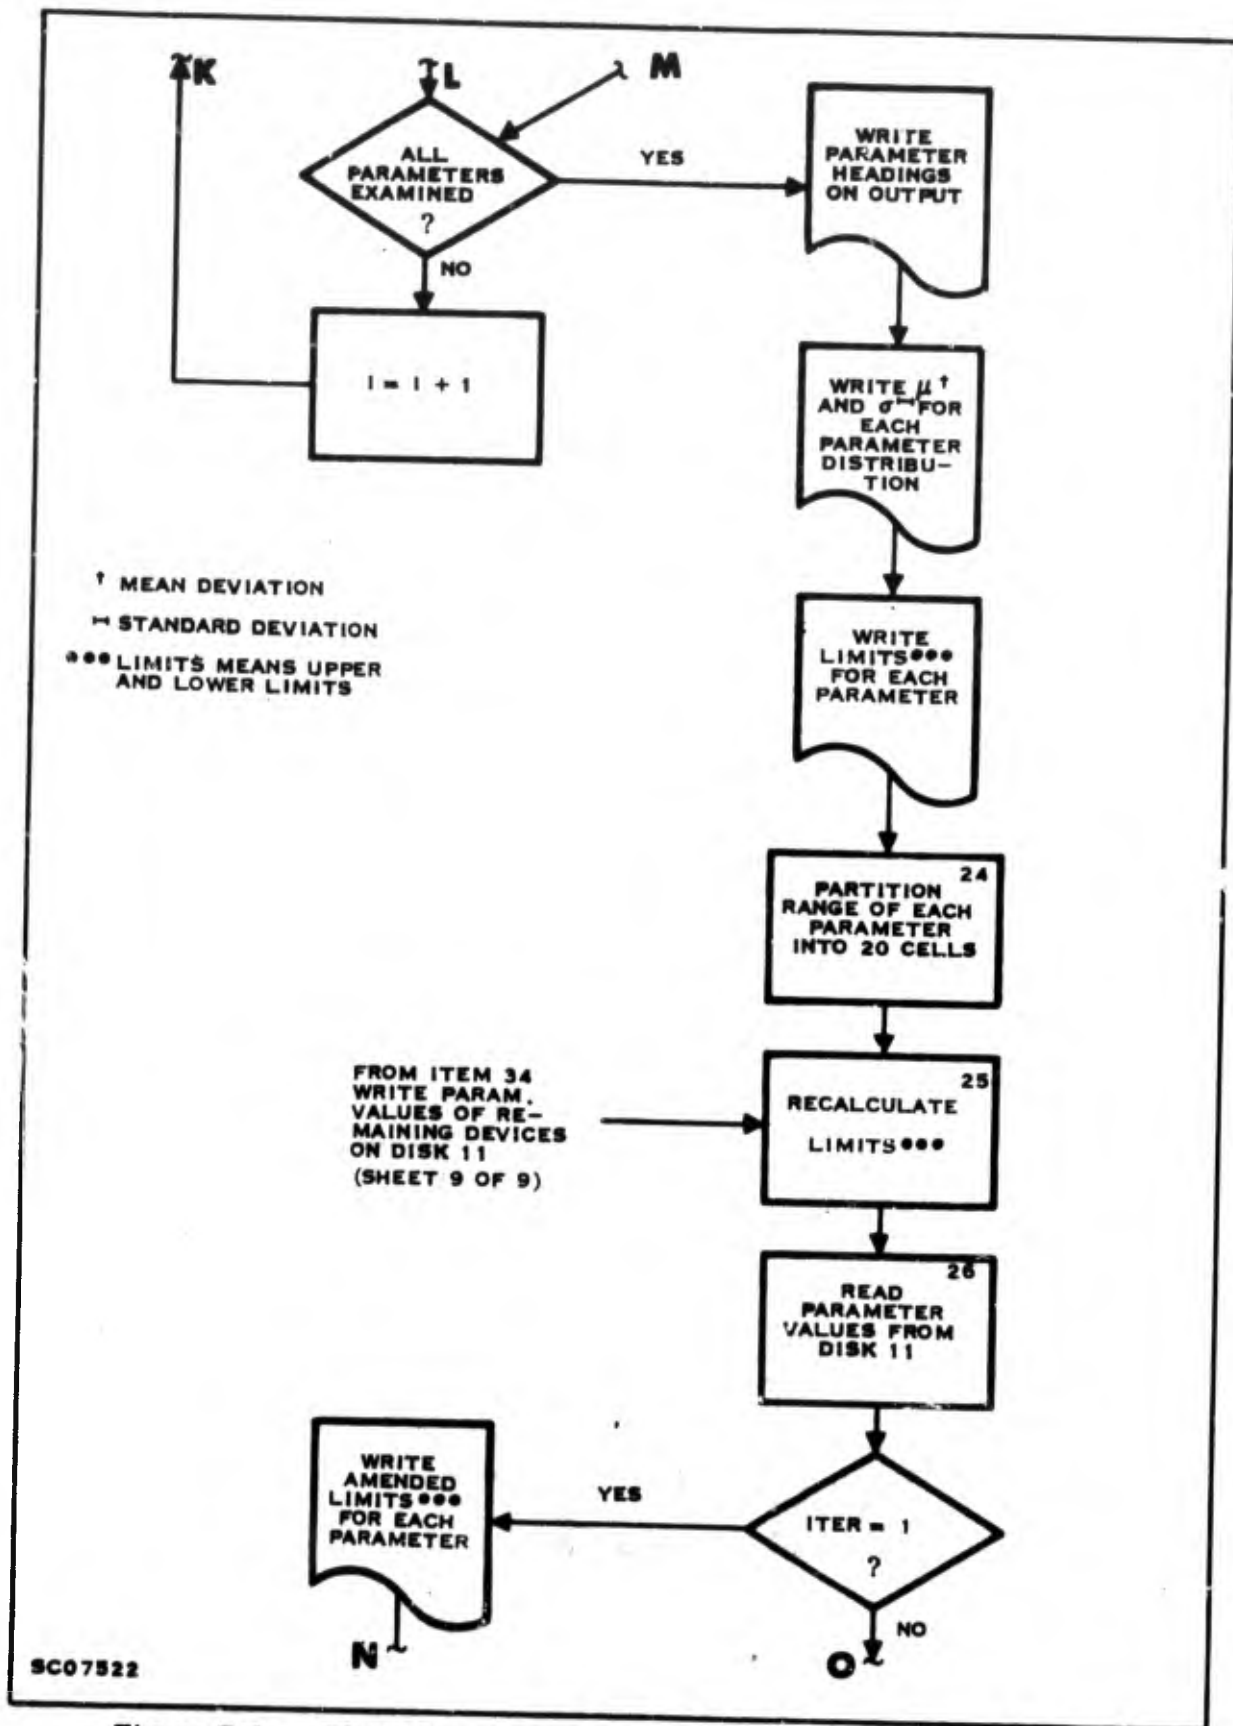 K
L
M
ALL
PARAMETERS
EXAMINED
?
YES
NO
I = I + 1
WRITE
PARAMETER
HEADINGS
ON OUTPUT
WRITE μ†
AND σ⊢⊣ FOR
EACH
PARAMETER
DISTRIBU-
TION
† MEAN DEVIATION
⊢⊣ STANDARD DEVIATION
••• LIMITS MEANS UPPER
AND LOWER LIMITS
WRITE
LIMITS•••
FOR EACH
PARAMETER
24
PARTITION
RANGE OF EACH
PARAMETER
INTO 20 CELLS
FROM ITEM 34
WRITE PARAM.
VALUES OF RE-
MAINING DEVICES
ON DISK 11
(SHEET 9 OF 9)
25
RECALCULATE
LIMITS•••
26
READ
PARAMETER
VALUES FROM
DISK 11
ITER = 1
?
YES
NO
WRITE
AMENDED
LIMITS•••
FOR EACH
PARAMETER
N
O
SC07522